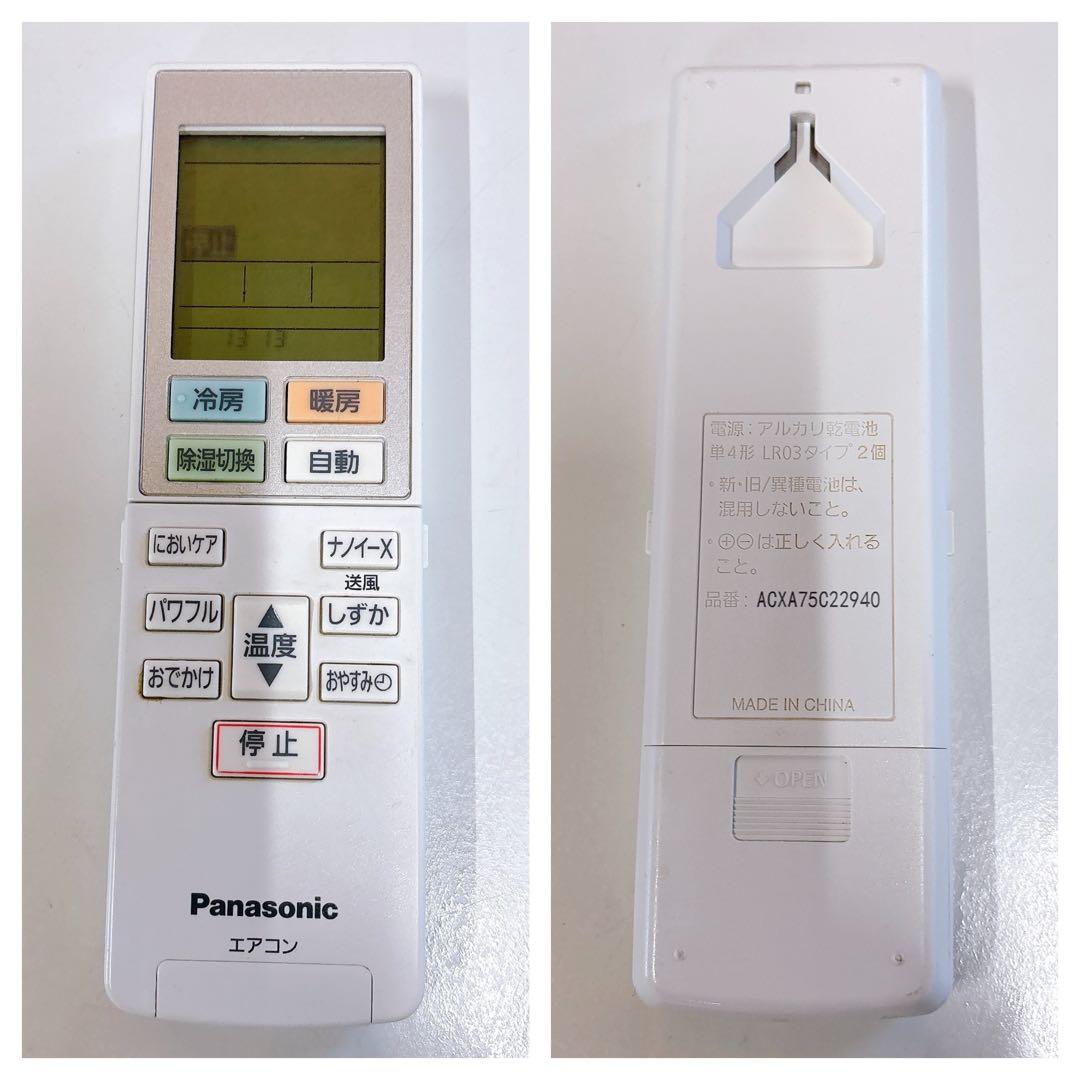 停止
13 13
冷房
暖房
除湿切換
自動
においケア
ナノイーX
送風
パワフル
温度
しずか
おでかけ
おやすみ
停止
Panasonic
エアコン
電源：アルカリ乾電池
単4形 LR03タイプ 2個
・新・旧/異種電池は、
混用しないこと。
・⊕⊖は正しく入れる
こと。
品番：ACXA75C22940
MADE IN CHINA
OPEN